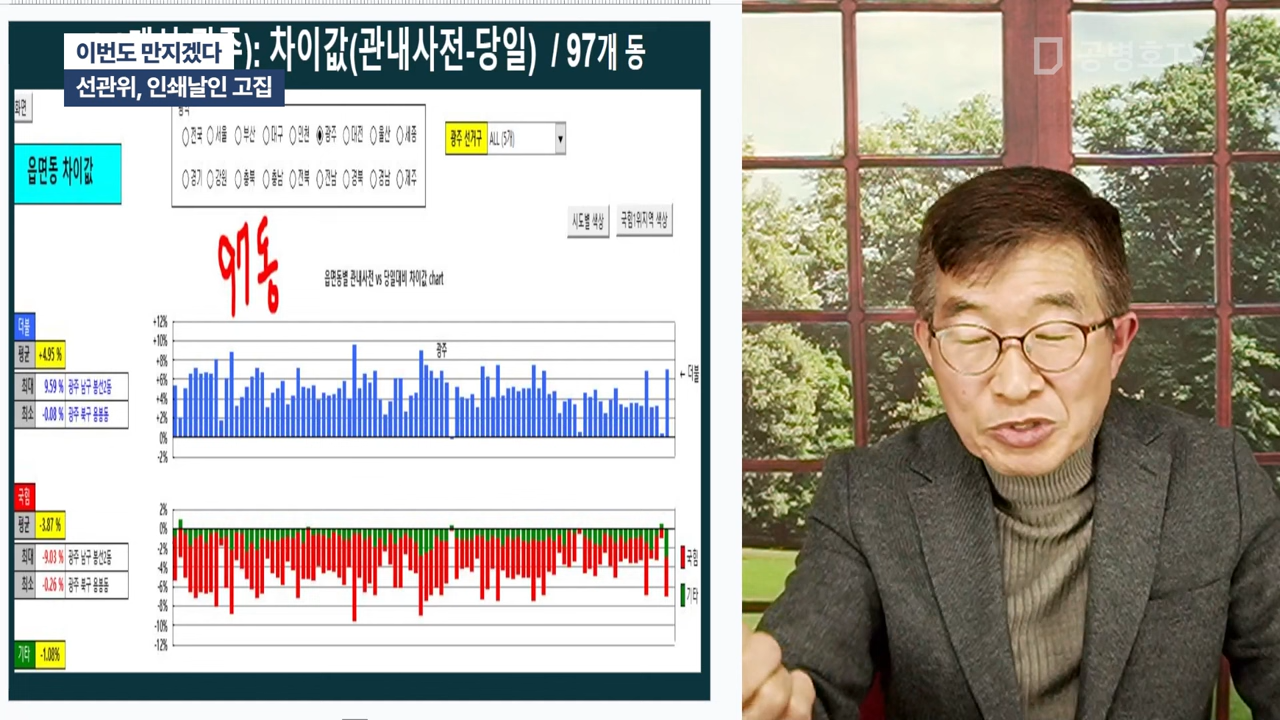 이번도 만지겠다
선관위, 인쇄날인 고집
): 차이값(관내사전-당일) / 97개 동
공병호TV
화면
전국 서울 부산 대구 인천 광주 대전 울산 세종
경기 강원 충북 충남 전북 전남 경북 경남 제주
광주 선거구 ALL (5개)
읍면동 차이값
시도별 색상 국힘1위지역 색상
97동
읍면동별 관내사전 vs 당일대비 차이값 chart
더불
평균 +4.95 %
최대 9.59 % 광주 남구 봉선2동
최소 -0.08 % 광주 북구 용봉동
+12%
+10%
+8%
+6%
+4%
+2%
0%
-2%
광주
← 더불
국힘
평균 -3.87 %
최대 -9.03 % 광주 남구 봉선2동
최소 -0.26 % 광주 북구 용봉동
2%
0%
-2%
-4%
-6%
-8%
-10%
-12%
국힘
기타
기타 -1.08%